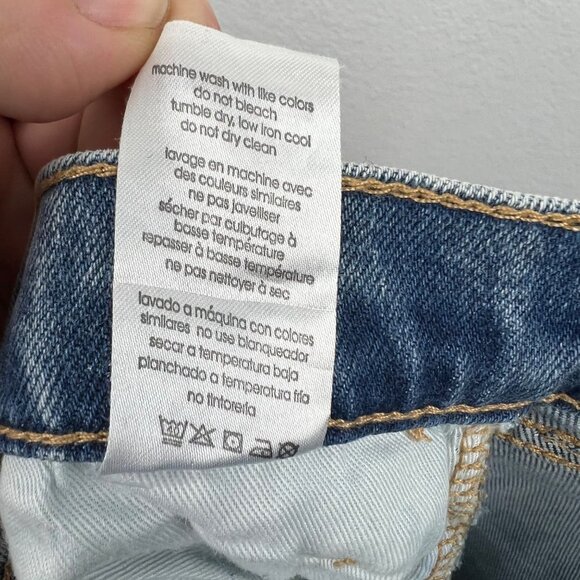 machine wash with like colors
do not bleach
tumble dry, low iron cool
do not dry clean
lavage en machine avec
des couleurs similaires
ne pas javelliser
sécher par culbutage à
basse température
repasser à basse température
ne pas nettoyer à sec
lavado a máquina con colores
similares no use blanqueador
secar a temperatura baja
planchado a temperatura fría
no tintorería